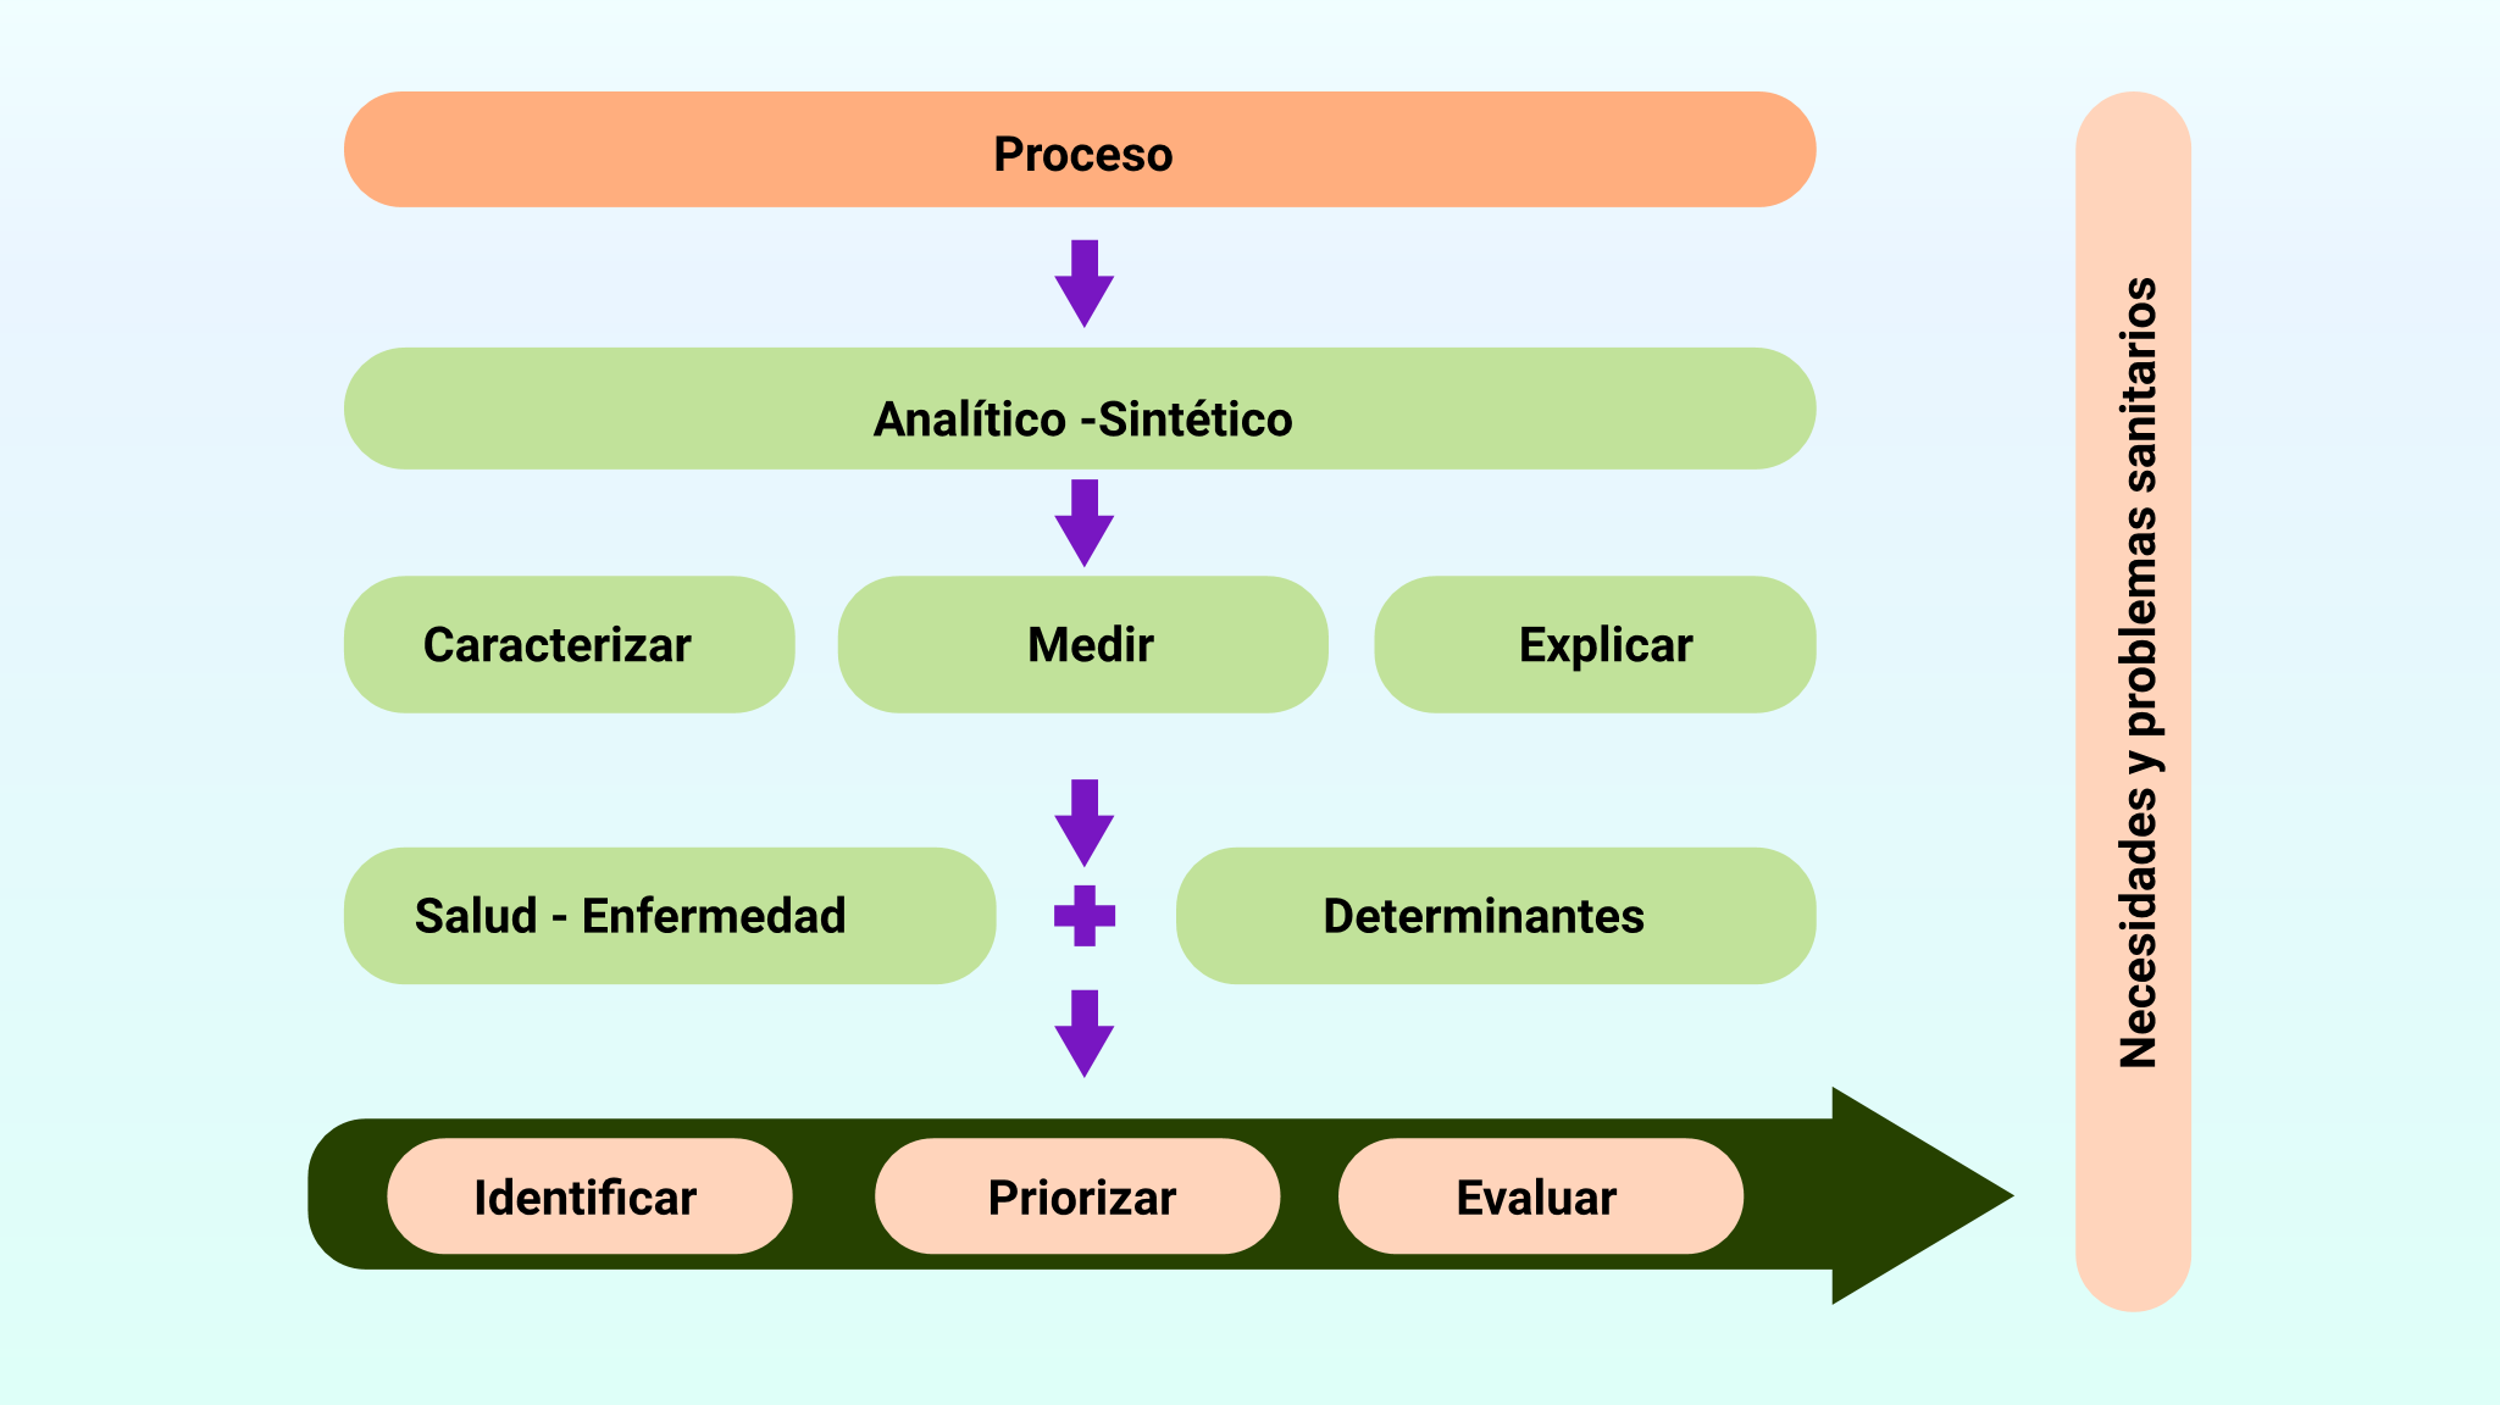 Proceso
Analítico -Sintético
Caracterizar
Medir
Explicar
Salud - Enfermedad
Determinantes
Identificar
Priorizar
Evaluar
Necesidades y problemas sanitarios